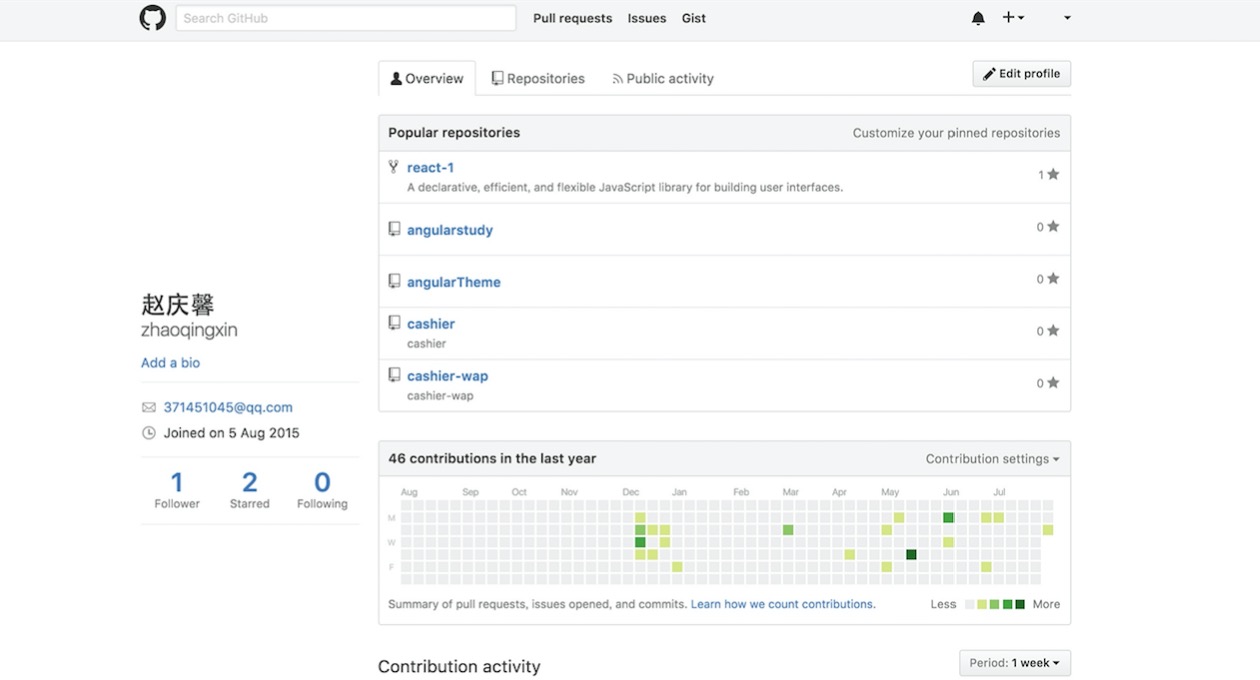 Search GitHub
Pull requests Issues Gist
Overview Repositories Public activity
Edit profile
Popular repositories
Customize your pinned repositories
react-1
1
A declarative, efficient, and flexible JavaScript library for building user interfaces.
angularstudy
0
angularTheme
0
cashier
0
cashier
cashier-wap
0
cashier-wap
赵庆馨
zhaoqingxin
Add a bio
371451045@qq.com
Joined on 5 Aug 2015
1 2 0
Follower Starred Following
46 contributions in the last year
Contribution settings
Aug Sep Oct Nov Dec Jan Feb Mar Apr May Jun Jul
M
W
F
Summary of pull requests, issues opened, and commits. Learn how we count contributions.
Less More
Contribution activity
Period: 1 week